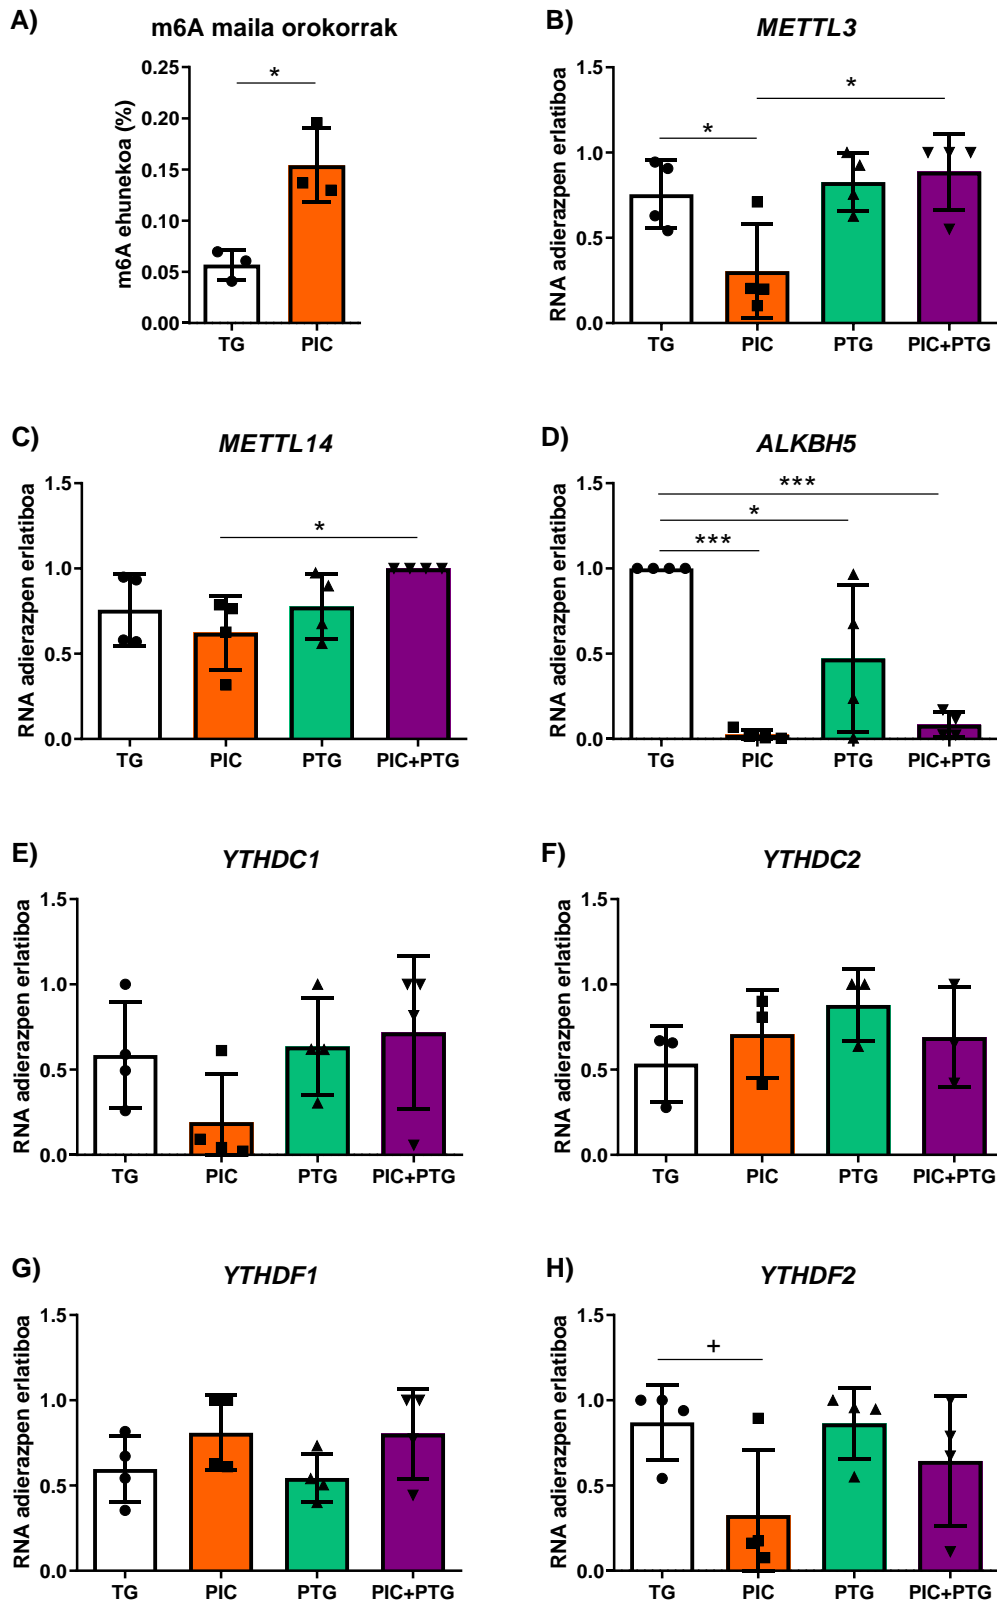 A)
m6A maila orokorrak
m6A ehunekoa (%)
0.25
0.20
0.15
0.10
0.05
0.00
*
TG PIC
B)
METTL3
RNA adierazpen erlatiboa
1.5
1.0
0.5
0.0
*
*
TG PIC PTG PIC+PTG
C)
METTL14
RNA adierazpen erlatiboa
1.5
1.0
0.5
0.0
*
TG PIC PTG PIC+PTG
D)
ALKBH5
RNA adierazpen erlatiboa
1.5
1.0
0.5
0.0
***
*
***
TG PIC PTG PIC+PTG
E)
YTHDC1
RNA adierazpen erlatiboa
1.5
1.0
0.5
0.0
TG PIC PTG PIC+PTG
F)
YTHDC2
RNA adierazpen erlatiboa
1.5
1.0
0.5
0.0
TG PIC PTG PIC+PTG
G)
YTHDF1
RNA adierazpen erlatiboa
1.5
1.0
0.5
0.0
TG PIC PTG PIC+PTG
H)
YTHDF2
RNA adierazpen erlatiboa
1.5
1.0
0.5
0.0
+
TG PIC PTG PIC+PTG